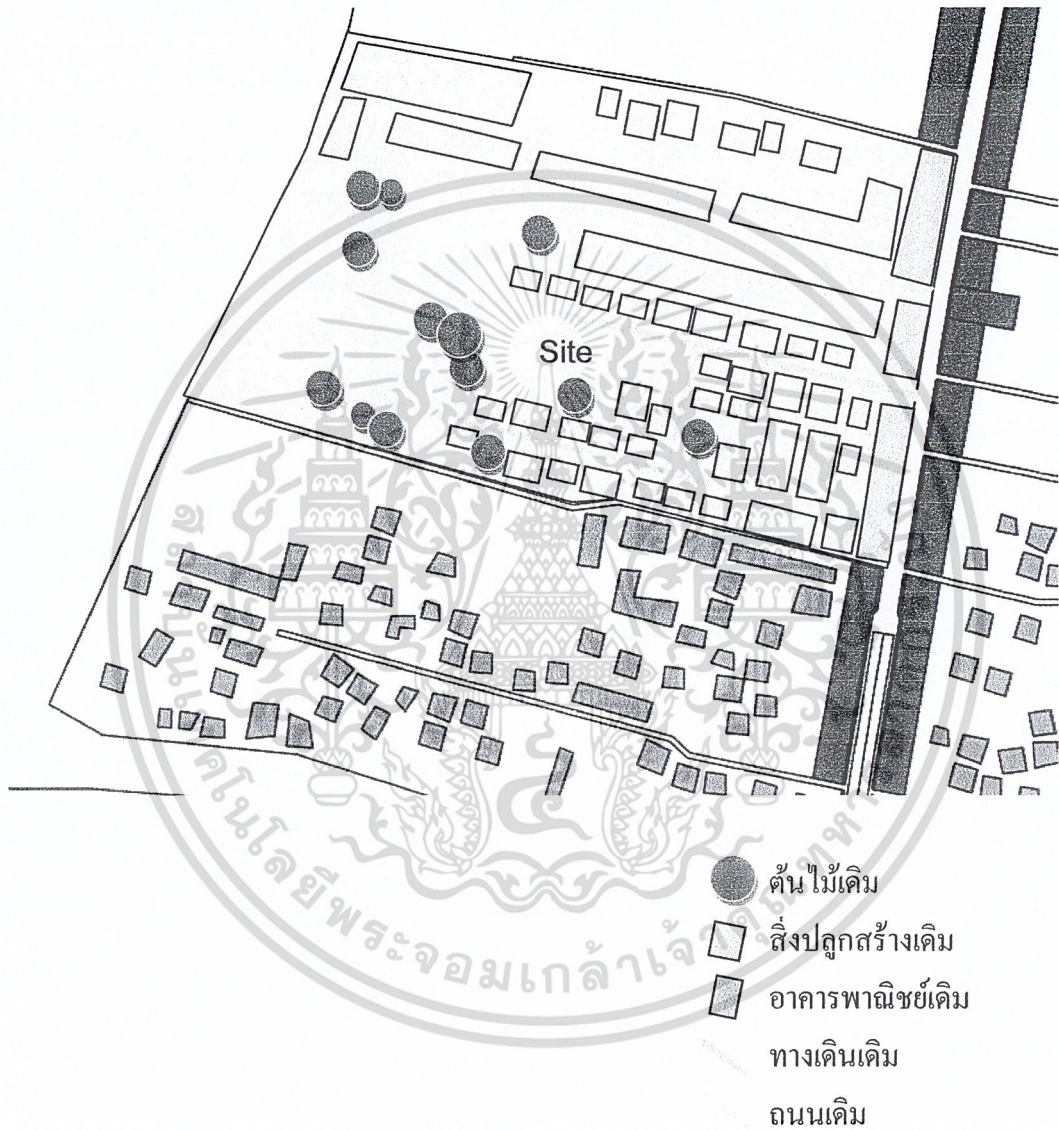 Site
ต้นไม้เดิม
สิ่งปลูกสร้างเดิม
อาคารพาณิชย์เดิม
ทางเดินเดิม
ถนนเดิม